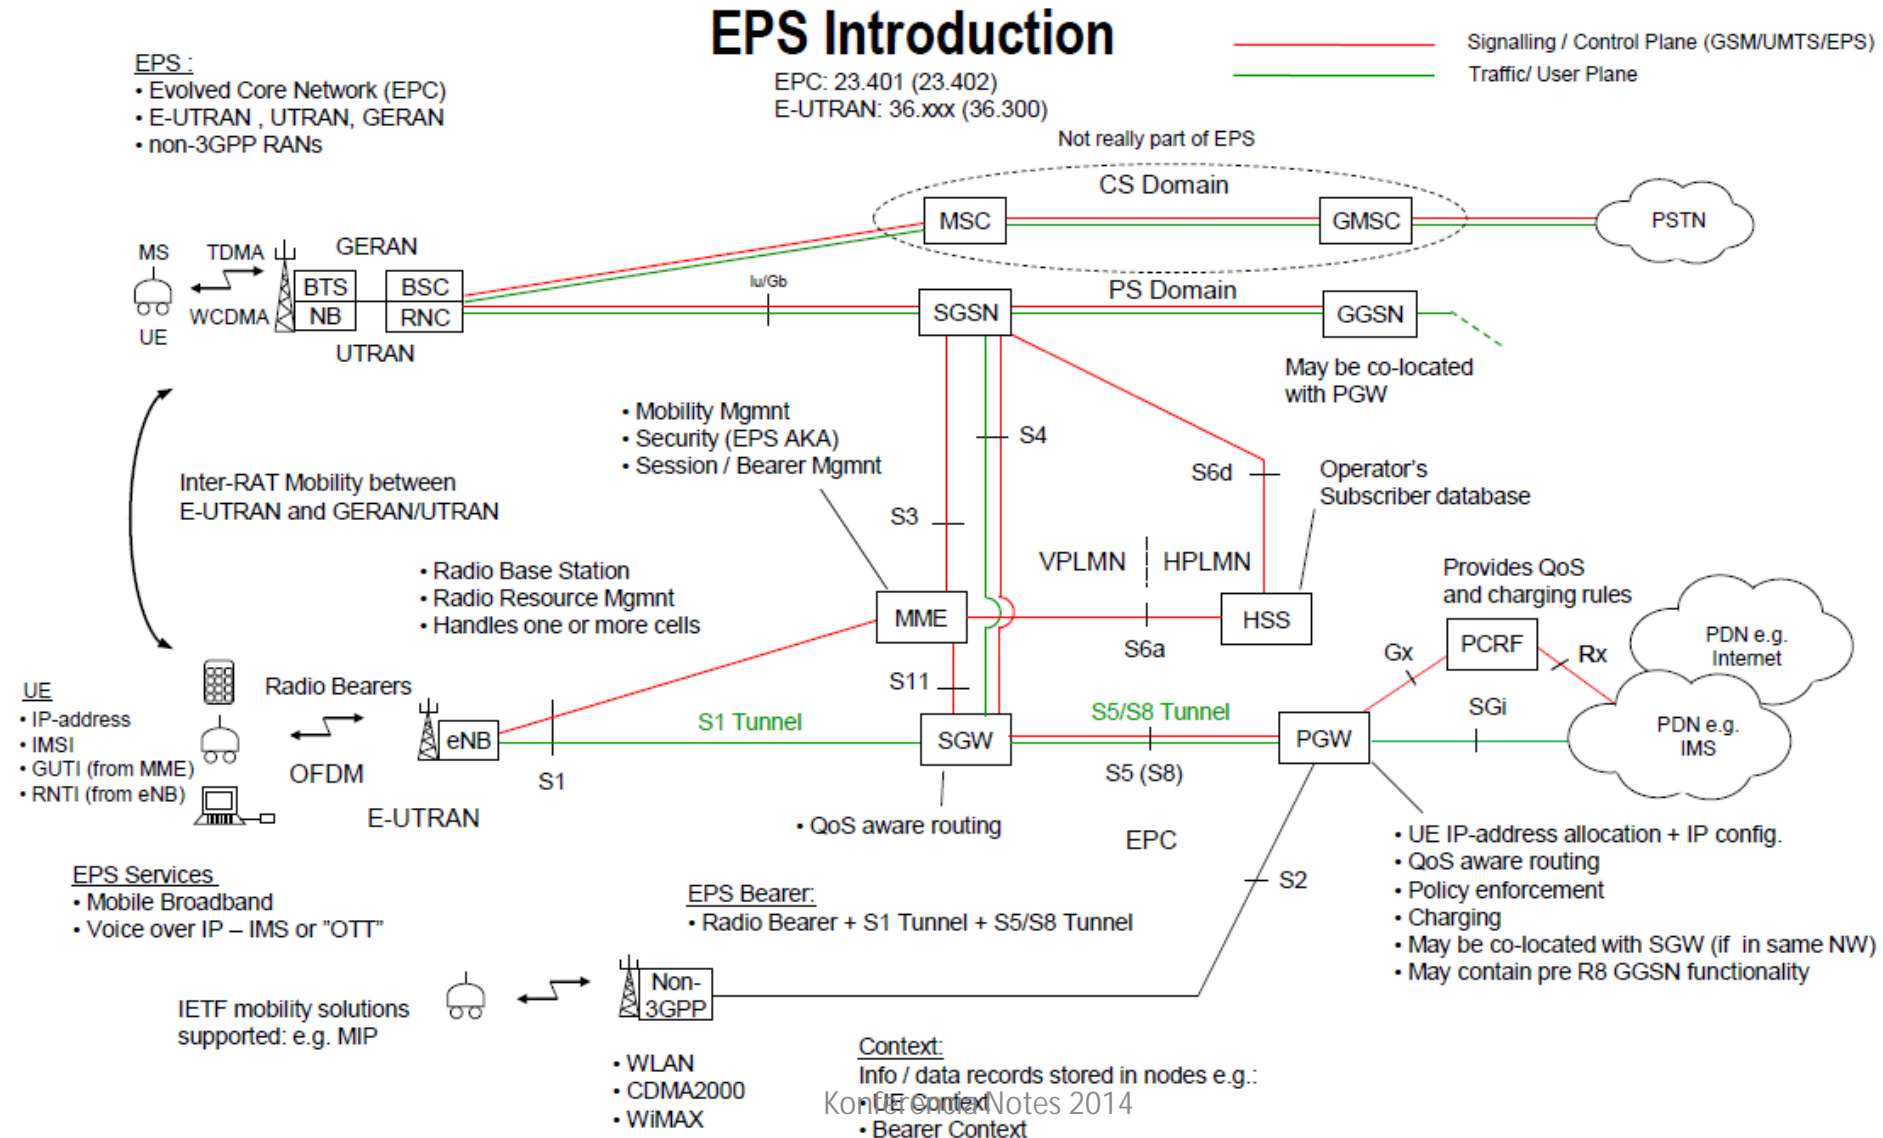 EPS Introduction
EPC: 23.401 (23.402)
E-UTRAN: 36.xxx (36.300)
Signalling / Control Plane (GSM/UMTS/EPS)
Traffic/ User Plane
EPS :
• Evolved Core Network (EPC)
• E-UTRAN , UTRAN, GERAN
• non-3GPP RANs
Not really part of EPS
CS Domain
MSC
GMSC
PSTN
MS
TDMA
GERAN
BTS
BSC
NB
RNC
WCDMA
UE
UTRAN
Iu/Gb
SGSN
PS Domain
GGSN
May be co-located
with PGW
• Mobility Mgmnt
• Security (EPS AKA)
• Session / Bearer Mgmnt
S4
S6d
Operator's
Subscriber database
Inter-RAT Mobility between
E-UTRAN and GERAN/UTRAN
S3
VPLMN
HPLMN
• Radio Base Station
• Radio Resource Mgmnt
• Handles one or more cells
MME
HSS
S6a
Provides QoS
and charging rules
PCRF
Gx
Rx
PDN e.g.
Internet
SGi
PDN e.g.
IMS
UE
• IP-address
• IMSI
• GUTI (from MME)
• RNTI (from eNB)
Radio Bearers
OFDM
eNB
E-UTRAN
S1 Tunnel
S1
S11
SGW
S5/S8 Tunnel
S5 (S8)
PGW
• QoS aware routing
EPC
• UE IP-address allocation + IP config.
• QoS aware routing
• Policy enforcement
• Charging
• May be co-located with SGW (if in same NW)
• May contain pre R8 GGSN functionality
EPS Services
• Mobile Broadband
• Voice over IP – IMS or "OTT"
EPS Bearer:
• Radio Bearer + S1 Tunnel + S5/S8 Tunnel
S2
Non-
3GPP
IETF mobility solutions
supported: e.g. MIP
• WLAN
• CDMA2000
• WiMAX
Context:
Info / data records stored in nodes e.g.:
• UE Context
• Bearer Context
Konferencia Notes 2014